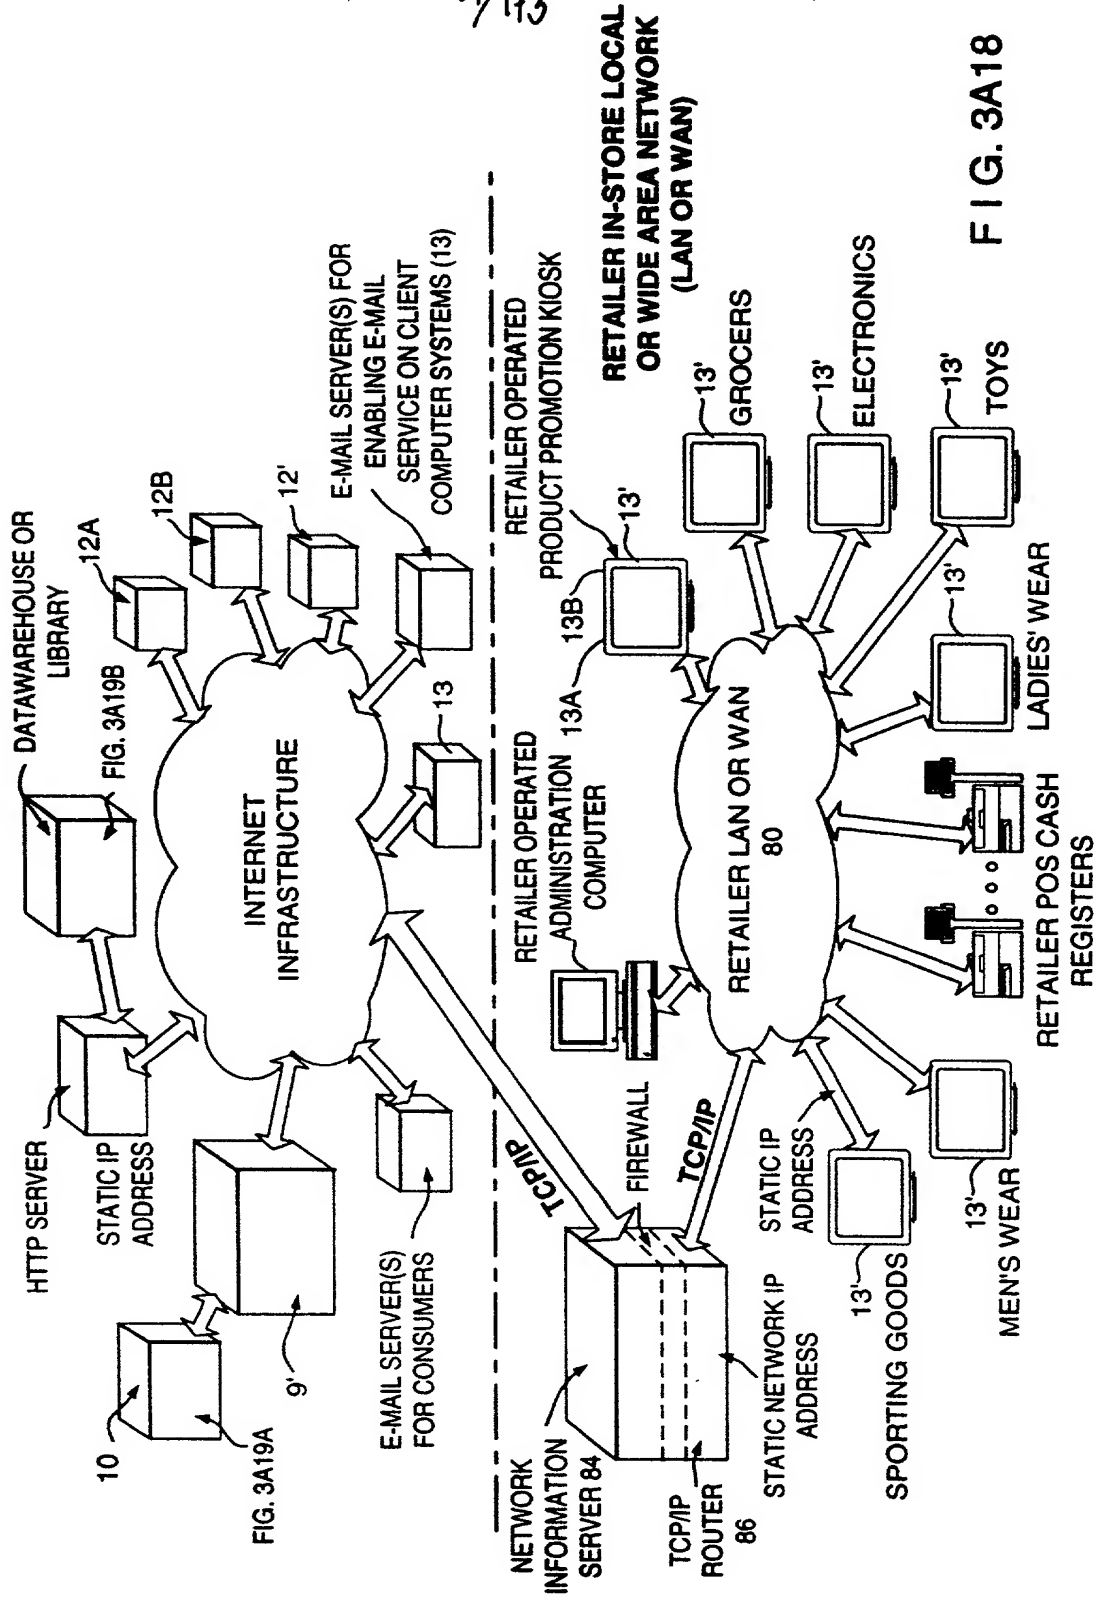 1/143
DATAWAREHOUSE OR
LIBRARY
FIG. 3A19B
12A
12B
12'
E-MAIL SERVER(S) FOR
ENABLING E-MAIL
SERVICE ON CLIENT
COMPUTER SYSTEMS (13)
HTTP SERVER
STATIC IP
ADDRESS
INTERNET
INFRASTRUCTURE
13
10
FIG. 3A19A
9'
E-MAIL SERVER(S)
FOR CONSUMERS
TCP/IP
RETAILER OPERATED
PRODUCT PROMOTION KIOSK
RETAILER IN-STORE LOCAL
OR WIDE AREA NETWORK
(LAN OR WAN)
RETAILER OPERATED
ADMINISTRATION
COMPUTER
13A
13B
13'
NETWORK
INFORMATION
SERVER 84
TCP/IP
ROUTER
86
FIREWALL
TCP/IP
STATIC NETWORK IP
ADDRESS
STATIC IP
ADDRESS
RETAILER LAN OR WAN
80
13'
GROCERS
13'
ELECTRONICS
13'
TOYS
13'
LADIES' WEAR
RETAILER POS CASH
REGISTERS
13'
MEN'S WEAR
13'
SPORTING GOODS
FIG. 3A18